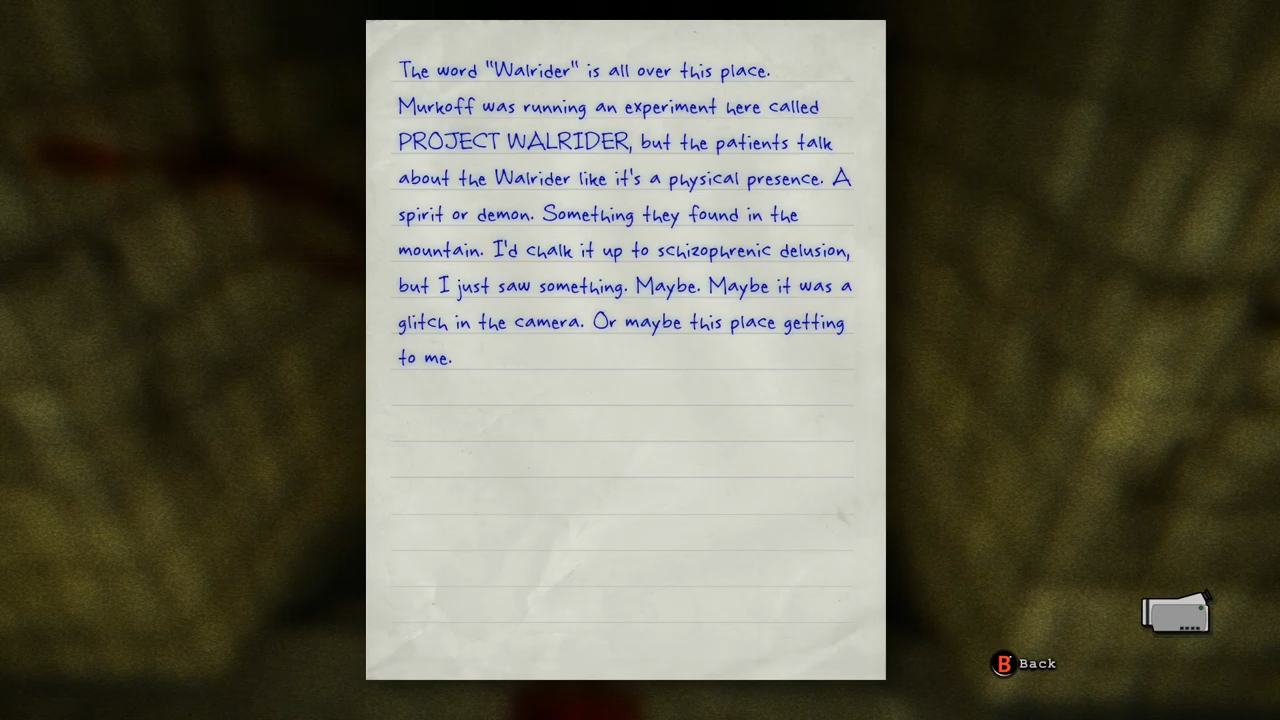 The word "Walrider" is all over this place.
Murkoff was running an experiment here called
PROJECT WALRIDER, but the patients talk
about the Walrider like it's a physical presence. A
spirit or demon. Something they found in the
mountain. I'd chalk it up to schizophrenic delusion,
but I just saw something. Maybe. Maybe it was a
glitch in the camera. Or maybe this place getting
to me.
B Back